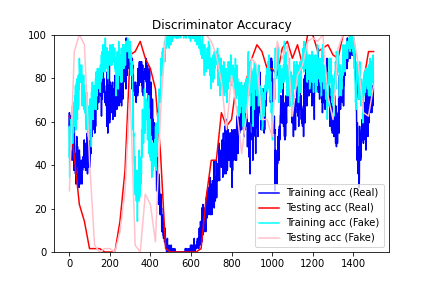 Discriminator Accuracy
100
80
60
40
20
0
0 200 400 600 800 1000 1200 1400
Training acc (Real)
Testing acc (Real)
Training acc (Fake)
Testing acc (Fake)